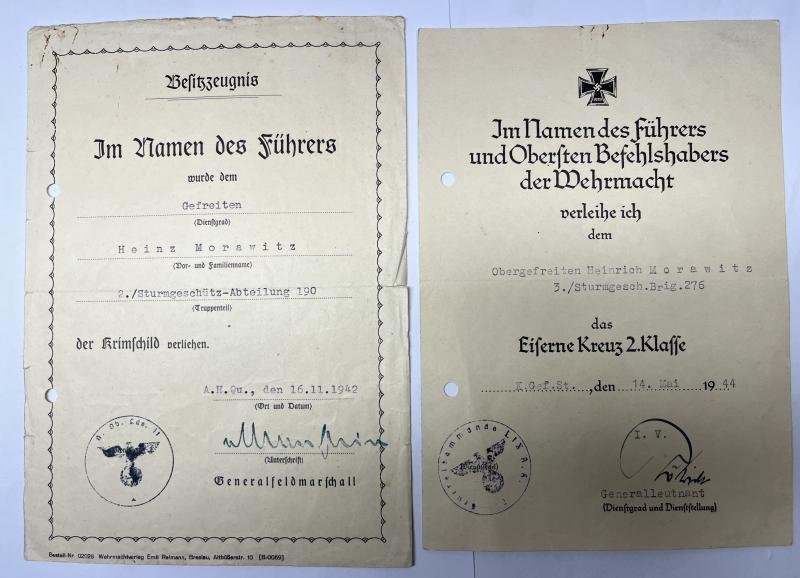 Besitzzeugnis
Im Namen des Führers
wurde dem
Gefreiten
(Dienstgrad)
Heinz Morawitz
(Vor- und Familienname)
2./Sturmgeschütz-Abteilung 190
(Truppenteil)
der Krimschild verliehen.
A.H.Qu., den 16.11.1942
(Ort und Datum)
(Unterschrift)
Generalfeldmarschall
Bestell-Nr. 02026 Wehrmachtverlag Emil Reimann, Breslau, Altbüßerstr. 10 [B-0069]
Im Namen des Führers
und Obersten Befehlshabers
der Wehrmacht
verleihe ich
dem
Obergefreiten Heinrich Morawitz
3./Sturmgesch.Brig.276
das
Eiserne Kreuz 2.Klasse
K.Gef.St., den 14. Mai 1944
Generalkommando LIX A.K.
I. V.
Generalleutnant
(Dienstgrad und Dienststellung)